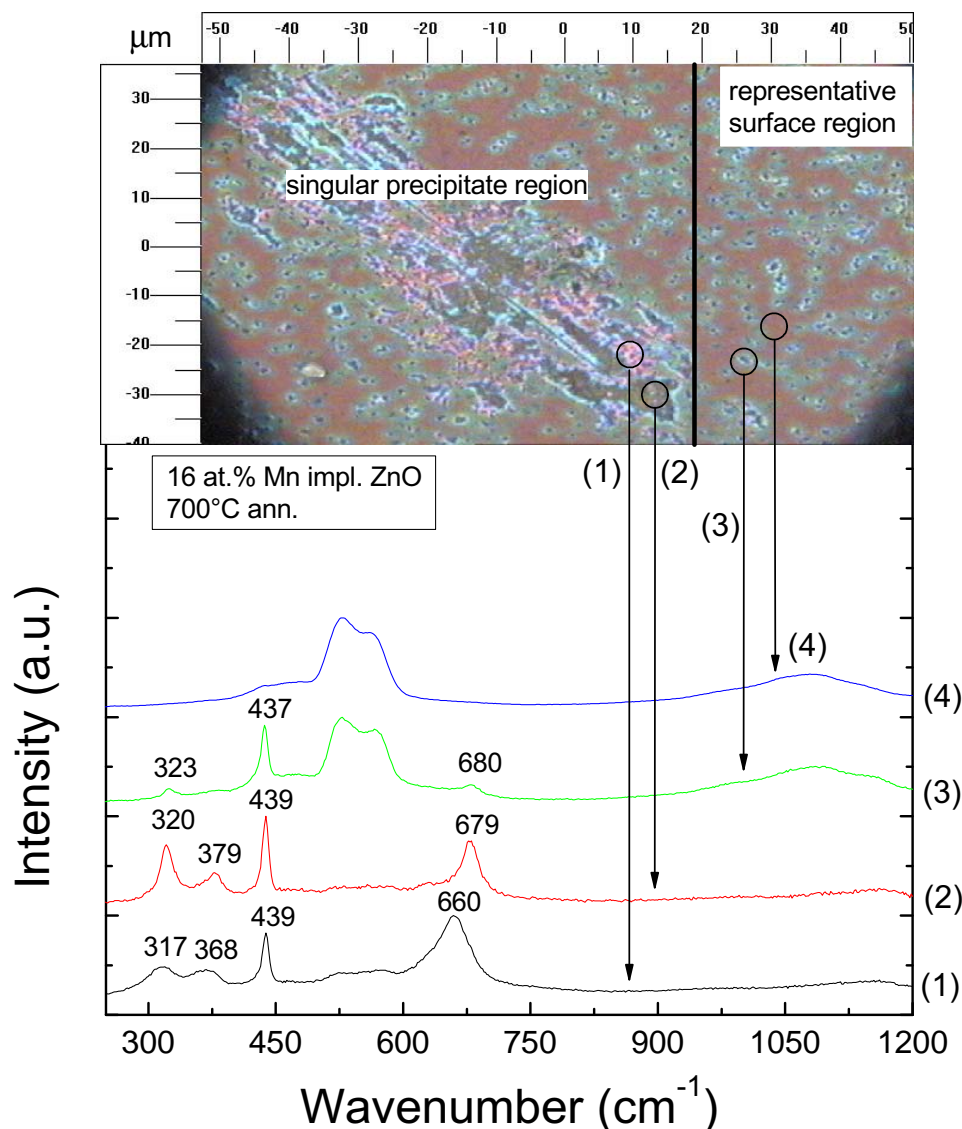 μm
-50 -40 -30 -20 -10 0 10 20 30 40 50
30
20
10
0
-10
-20
-30
-40
representative
surface region
singular precipitate region
(1)
(2)
(3)
(4)
16 at.% Mn impl. ZnO
700°C ann.
Intensity (a.u.)
(4)
437
323
680
(3)
439
320
379
679
(2)
439
317
368
660
(1)
300 450 600 750 900 1050 1200
Wavenumber (cm⁻¹)